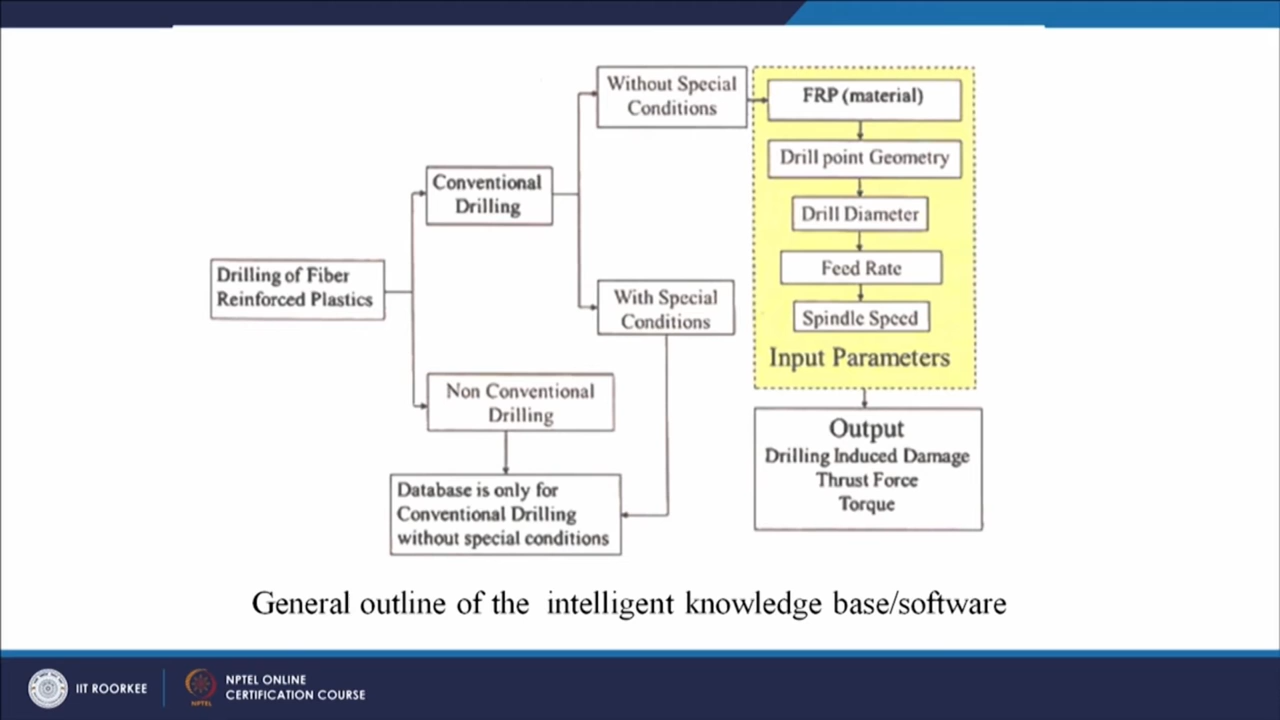 Without Special
Conditions
FRP (material)
Drill point Geometry
Conventional
Drilling
Drill Diameter
Feed Rate
Drilling of Fiber
Reinforced Plastics
With Special
Conditions
Spindle Speed
Input Parameters
Non Conventional
Drilling
Output
Drilling Induced Damage
Thrust Force
Torque
Database is only for
Conventional Drilling
without special conditions
General outline of the intelligent knowledge base/software
IIT ROORKEE
NPTEL
NPTEL ONLINE
CERTIFICATION COURSE